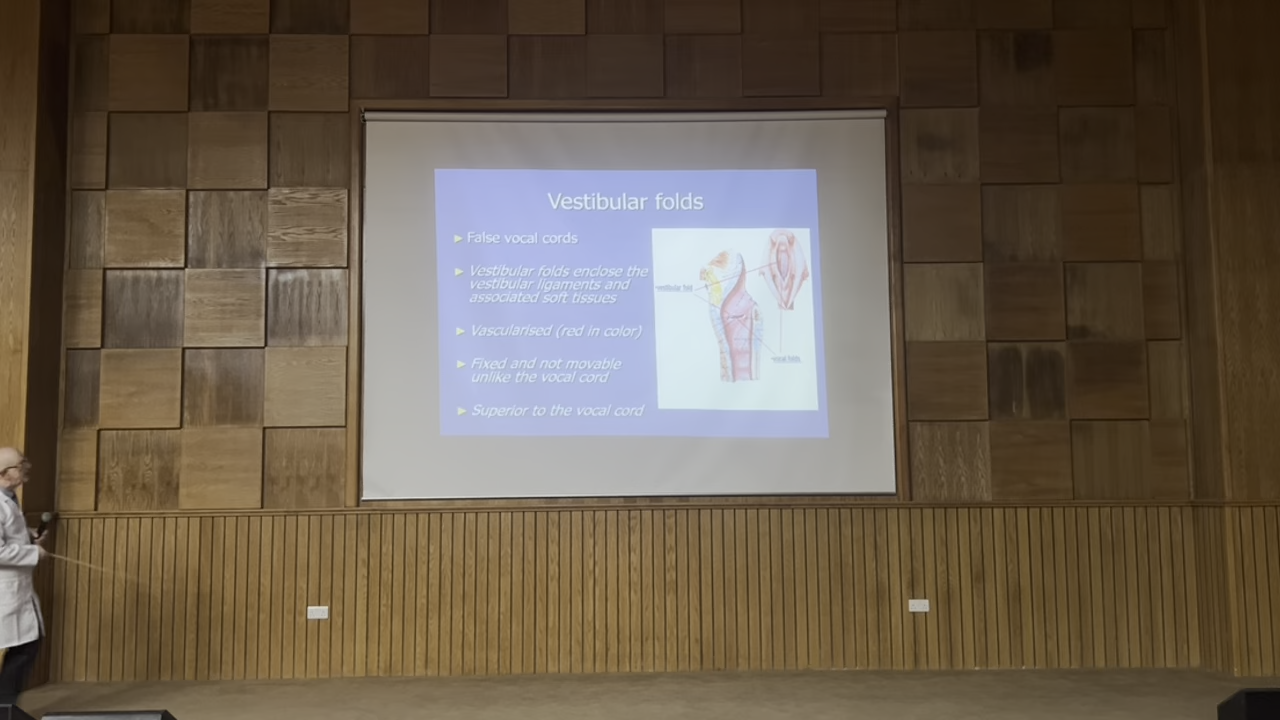 Vestibular folds
► False vocal cords
► Vestibular folds enclose the
vestibular ligaments and
associated soft tissues
► Vascularised (red in color)
► Fixed and not movable
unlike the vocal cord
► Superior to the vocal cord
vestibular fold
vocal folds